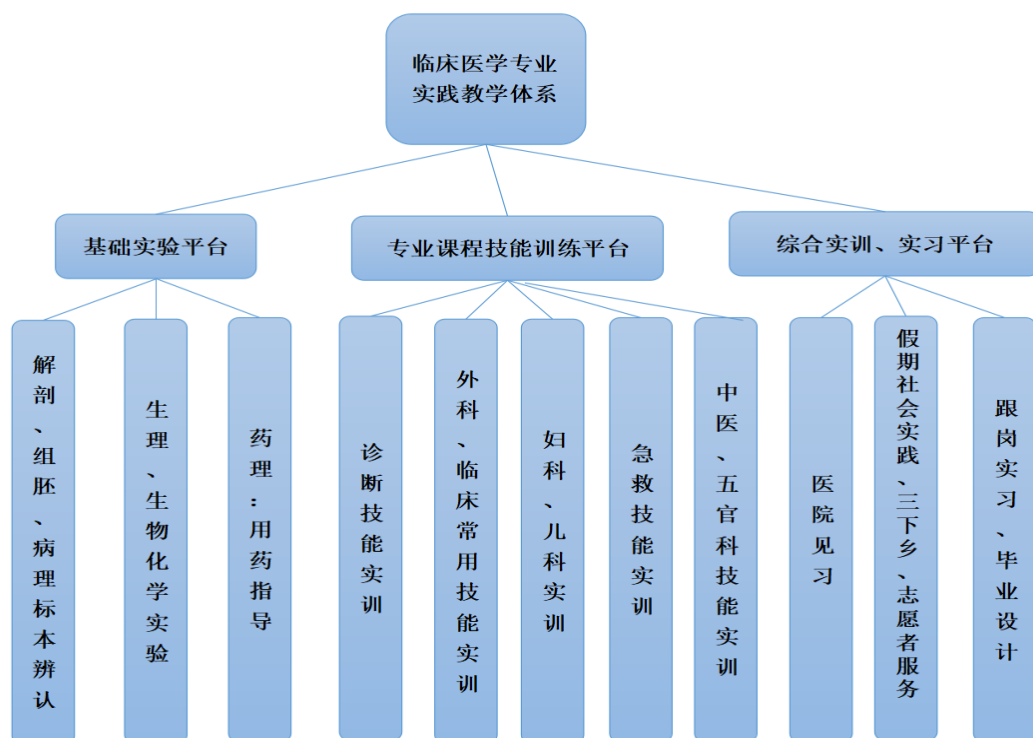 临床医学专业
实践教学体系
基础实验平台
专业课程技能训练平台
综合实训、实习平台
解剖、组胚、病理标本辨认
生理、生物化学实验
药理：用药指导
诊断技能实训
外科、临床常用技能实训
妇科、儿科实训
急救技能实训
中医、五官科技能实训
医院见习
假期社会实践、三下乡、志愿者服务
跟岗实习、毕业设计